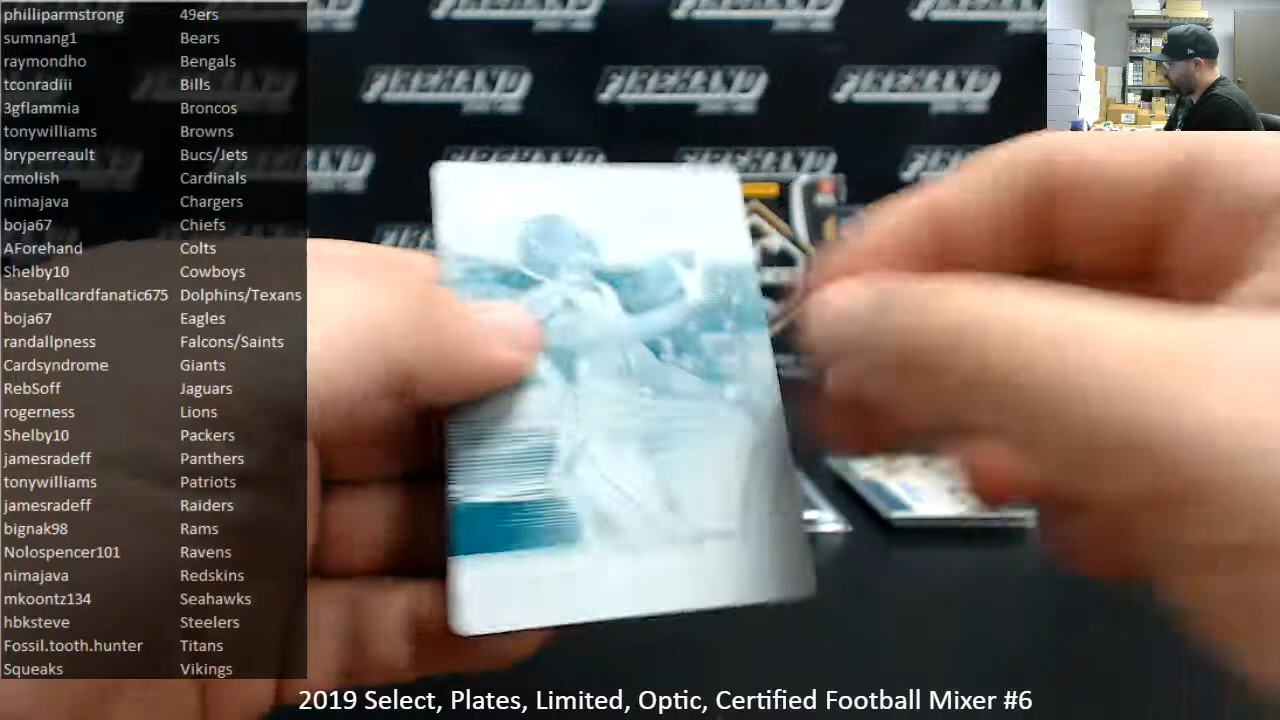 philliparmstrong 49ers
sumnang1 Bears
raymondho Bengals
tconradiii Bills
3gflammia Broncos
tonywilliams Browns
bryperreault Bucs/Jets
cmolish Cardinals
nimajava Chargers
boja67 Chiefs
AForehand Colts
Shelby10 Cowboys
baseballcardfanatic675 Dolphins/Texans
boja67 Eagles
randallpness Falcons/Saints
Cardsyndrome Giants
RebSoff Jaguars
rogerness Lions
Shelby10 Packers
jamesradeff Panthers
tonywilliams Patriots
jamesradeff Raiders
bignak98 Rams
Nolospencer101 Ravens
nimajava Redskins
mkoontz134 Seahawks
hbksteve Steelers
Fossil.tooth.hunter Titans
Squeaks Vikings
FIREHAND FIREHAND FIREHAND
2019 Select, Plates, Limited, Optic, Certified Football Mixer #6